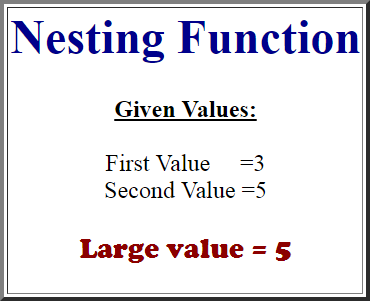 Nesting Function
Given Values:
First Value =3
Second Value =5
Large value = 5